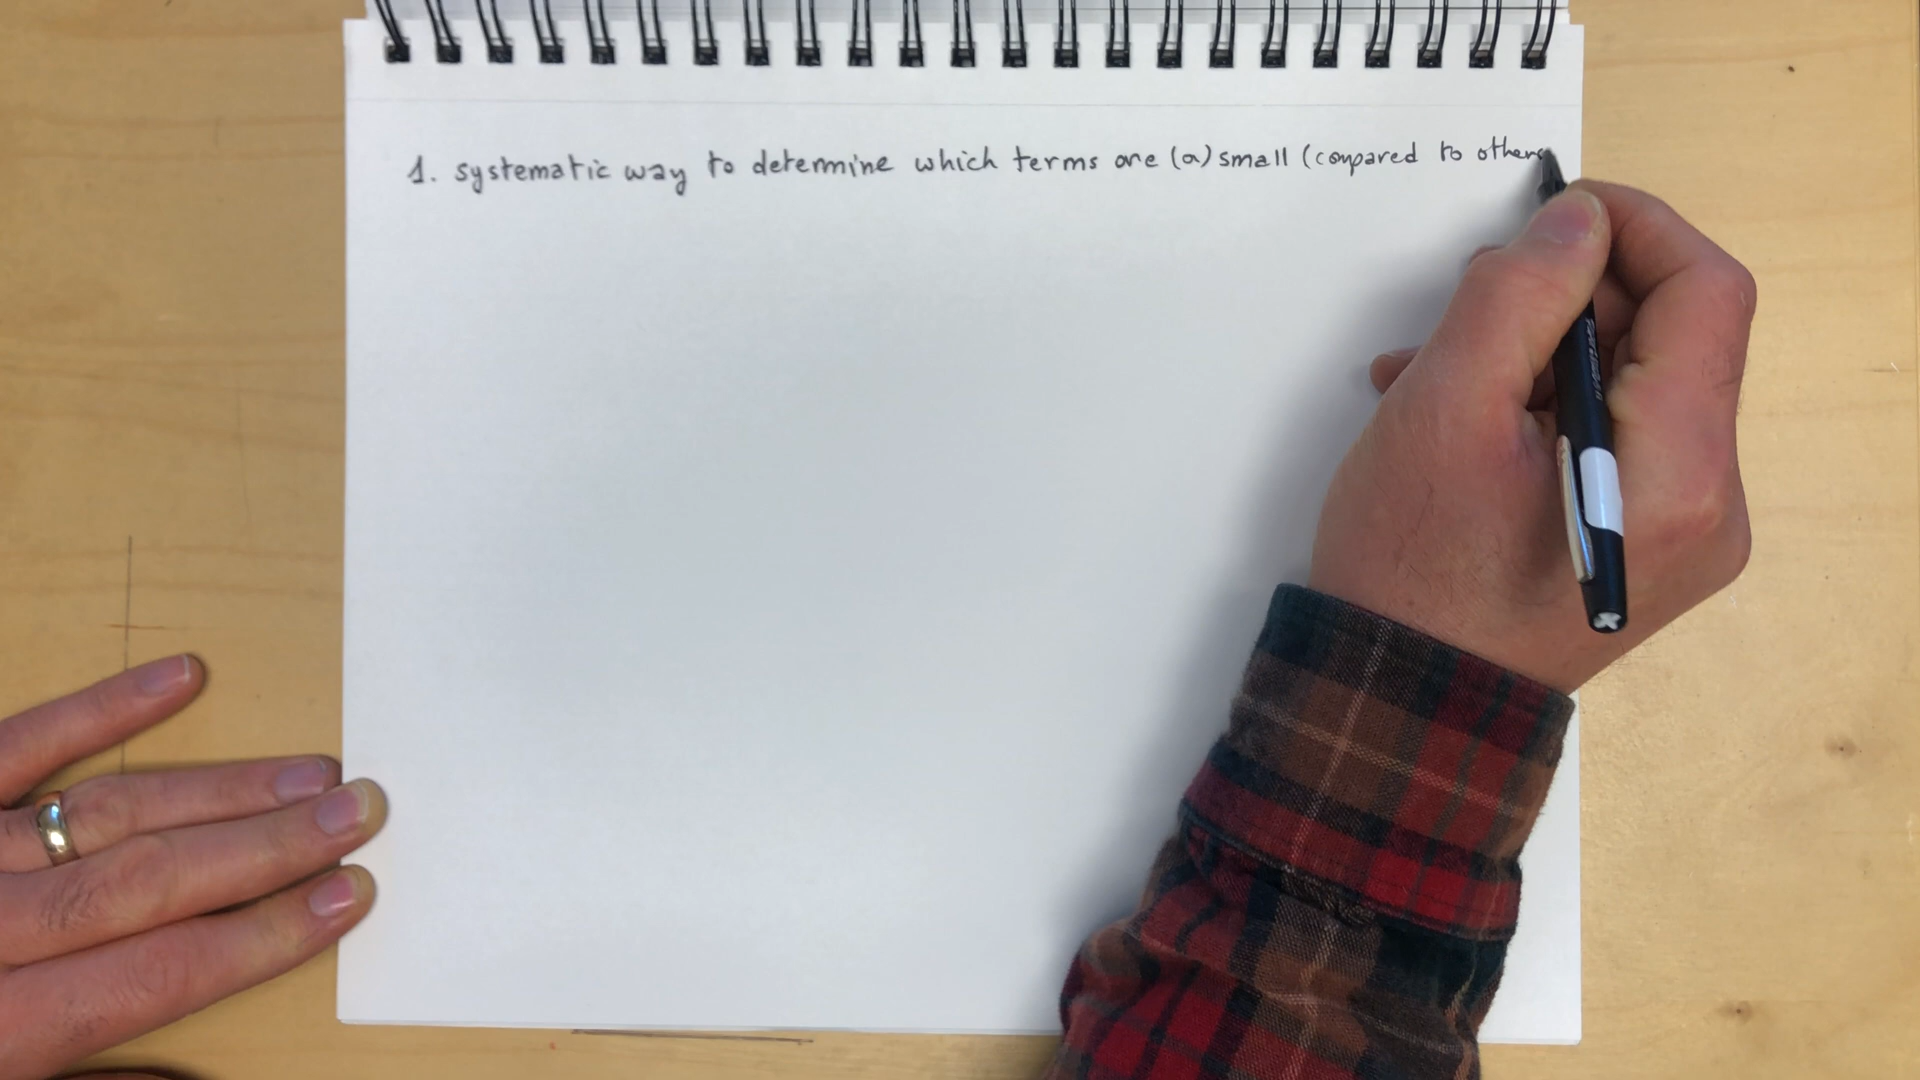 1. systematic way to determine which terms are (a) small (compared to others